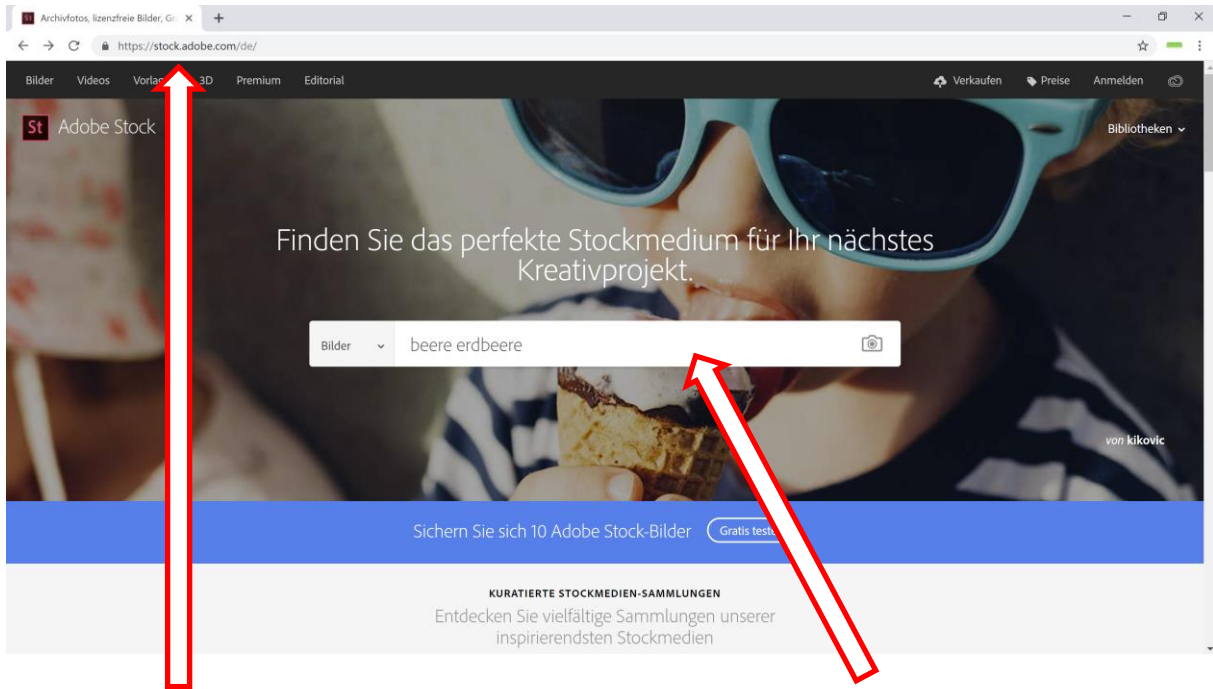 St Archivfotos, lizenzfreie Bilder, Gr
https://stock.adobe.com/de/
Bilder Videos 3D Premium Editorial Verkaufen Preise Anmelden
St Adobe Stock Bibliotheken
Finden Sie das perfekte Stockmedium für Ihr nächstes
Kreativprojekt.
Bilder beere erdbeere
von kikovic
Sichern Sie sich 10 Adobe Stock-Bilder Gratis
KURATIERTE STOCKMEDIEN-SAMMLUNGEN
Entdecken Sie vielfältige Sammlungen unserer
inspirierendsten Stockmedien